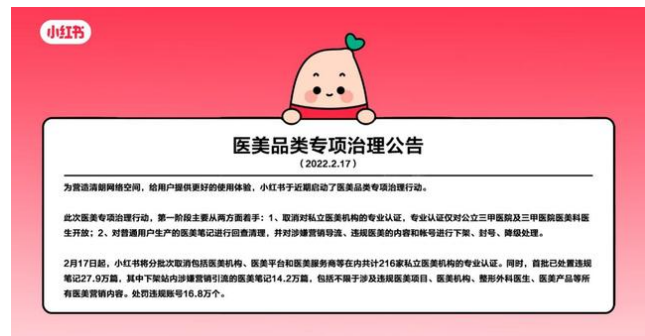 小红书
医美品类专项治理公告
(2022.2.17)
为营造清朗网络空间，给用户提供更好的使用体验，小红书于近期启动了医美品类专项治理行动。
此次医美专项治理行动，第一阶段主要从两方面着手：1、取消对私立医美机构的专业认证，专业认证仅对公立三甲医院及三甲医院医美科医
生开放；2、对普通用户生产的医美笔记进行回查清理，并对涉嫌营销导流、违规医美的内容和帐号进行下架、封号、降级处理。
2月17日起，小红书将分批次取消包括医美机构、医美平台和医美服务商等在内共计216家私立医美机构的专业认证。同时，首批已处置违规
笔记27.9万篇，其中下架站内涉嫌营销引流的医美笔记14.2万篇，包括不限于涉及违规医美项目、医美机构、整形外科医生、医美产品等所
有医美营销内容。处罚违规账号16.8万个。